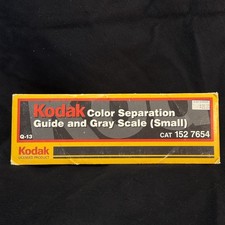 Kodak Color Separation
Guide and Gray Scale (Small)
Q-13
CAT 152 7654
Kodak